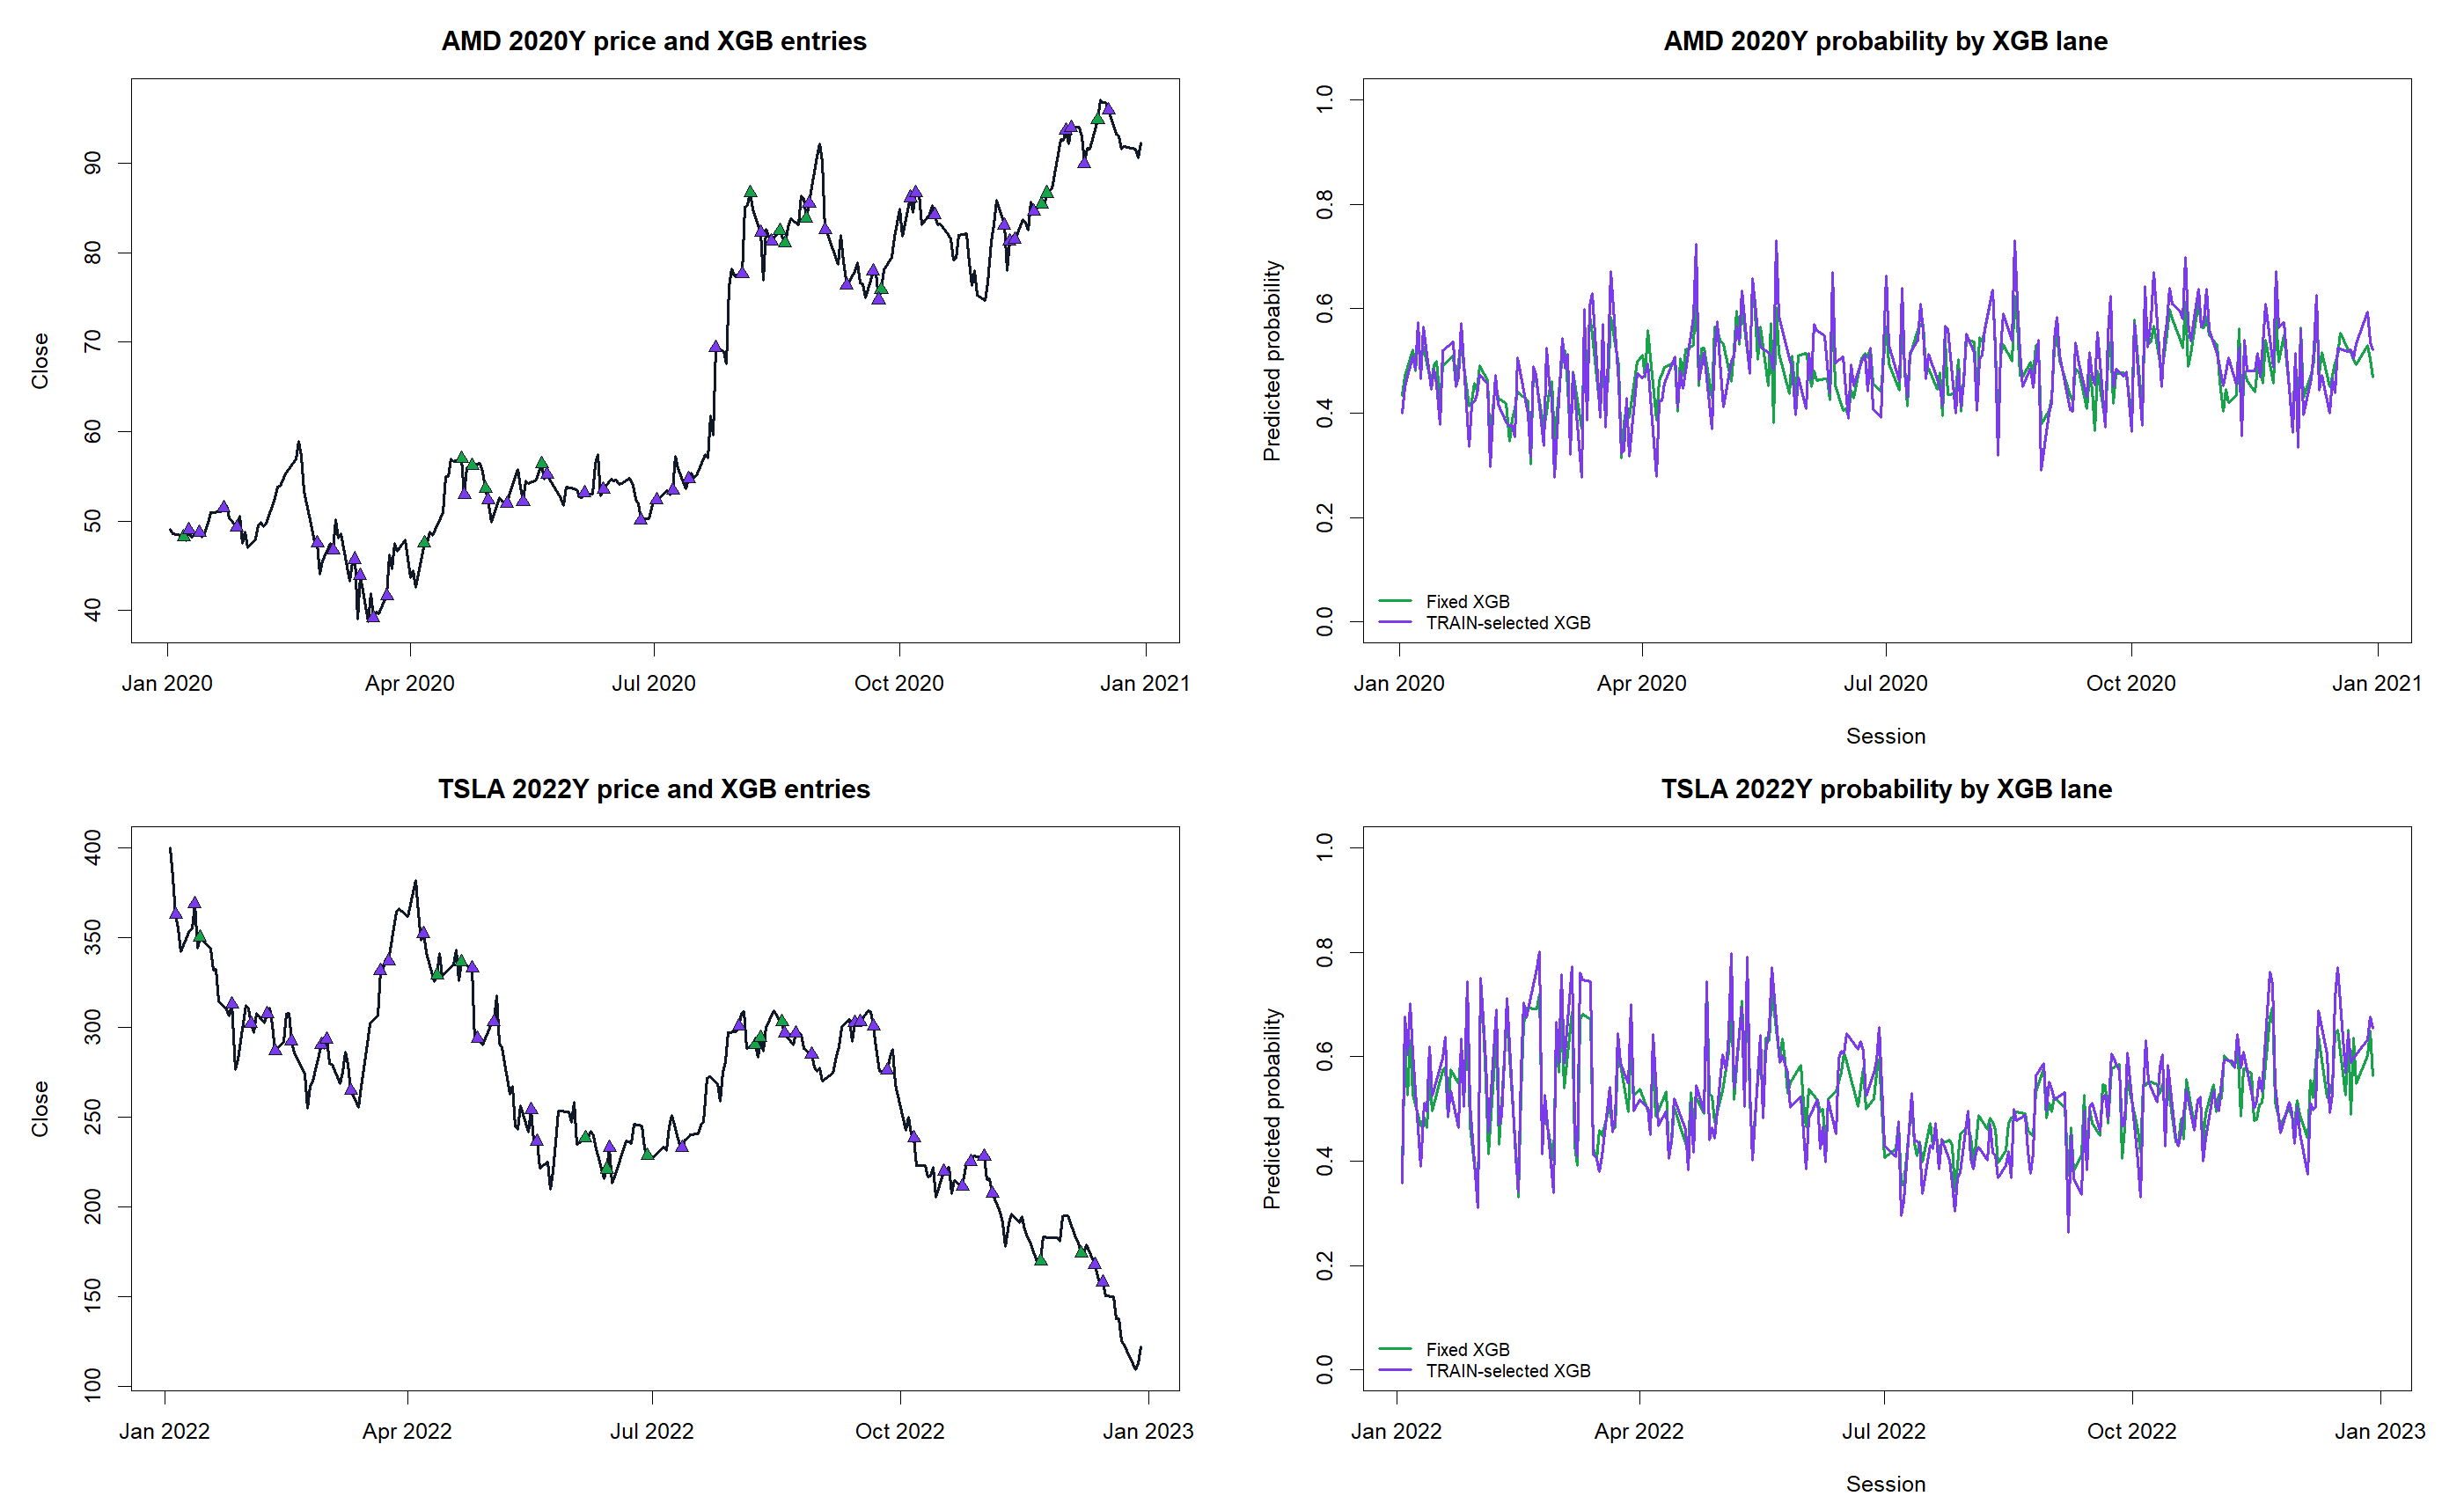 AMD 2020Y price and XGB entries
Close
90
80
70
60
50
40
Jan 2020 Apr 2020 Jul 2020 Oct 2020 Jan 2021
AMD 2020Y probability by XGB lane
Predicted probability
1.0
0.8
0.6
0.4
0.2
0.0
Fixed XGB
TRAIN-selected XGB
Jan 2020 Apr 2020 Jul 2020 Oct 2020 Jan 2021
Session
TSLA 2022Y price and XGB entries
Close
400
350
300
250
200
150
100
Jan 2022 Apr 2022 Jul 2022 Oct 2022 Jan 2023
TSLA 2022Y probability by XGB lane
Predicted probability
1.0
0.8
0.6
0.4
0.2
0.0
Fixed XGB
TRAIN-selected XGB
Jan 2022 Apr 2022 Jul 2022 Oct 2022 Jan 2023
Session